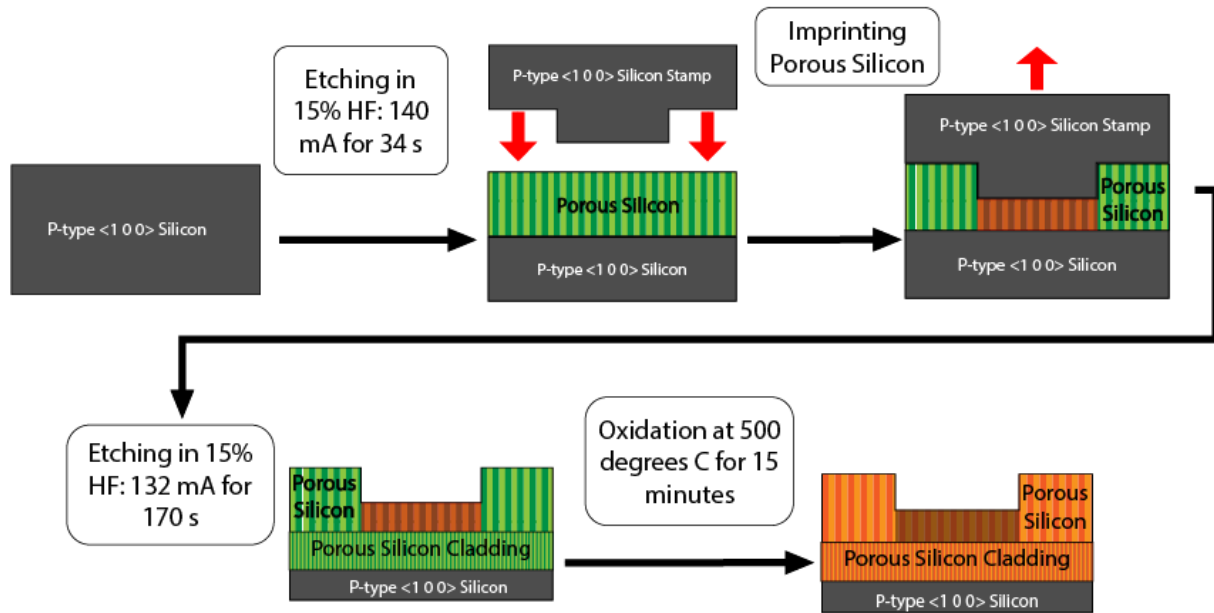 Etching in
15% HF: 140
mA for 34 s
P-type <1 0 0> Silicon Stamp
Imprinting
Porous Silicon
P-type <1 0 0> Silicon Stamp
P-type <1 0 0> Silicon
Porous Silicon
P-type <1 0 0> Silicon
Porous
Silicon
P-type <1 0 0> Silicon
Etching in 15%
HF: 132 mA for
170 s
Porous
Silicon
Porous Silicon Cladding
P-type <1 0 0> Silicon
Oxidation at 500
degrees C for 15
minutes
Porous
Silicon
Porous Silicon Cladding
P-type <1 0 0> Silicon